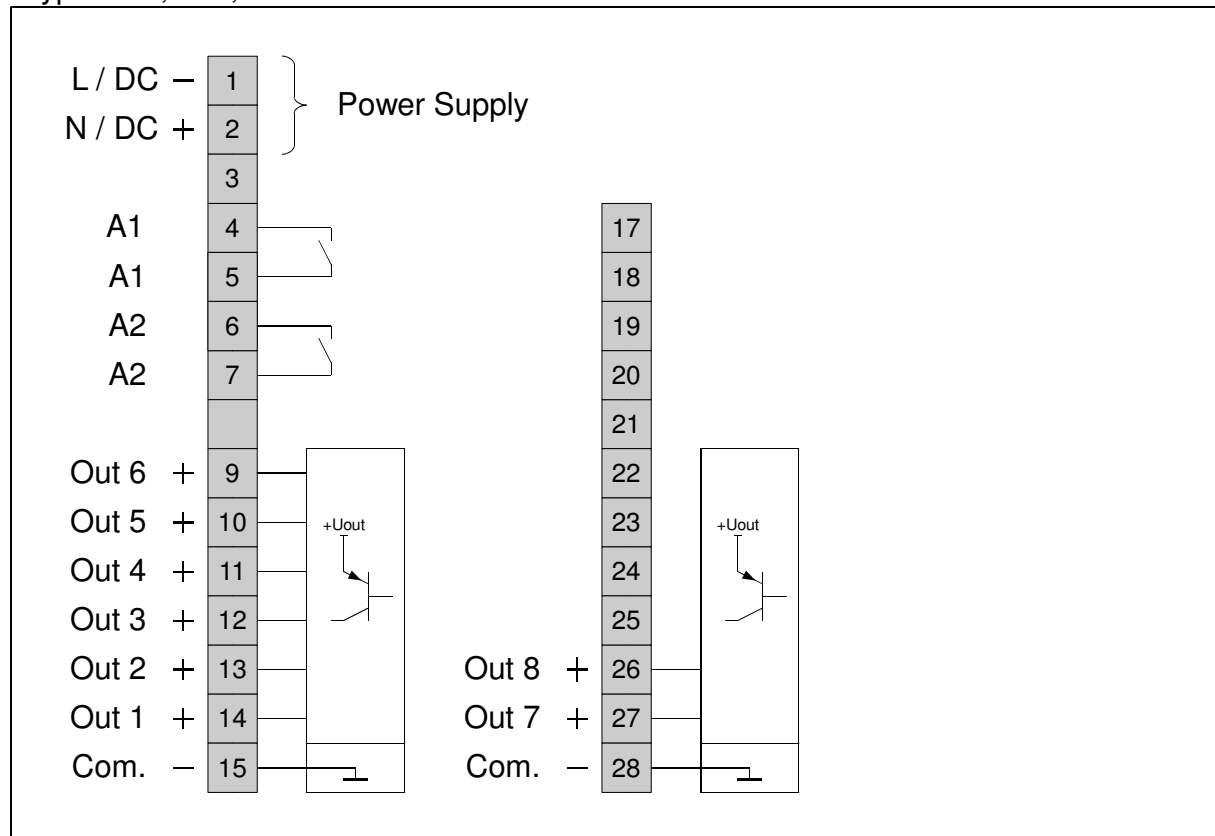 L / DC − 1
N / DC + 2
Power Supply
3
A1 4
A1 5
A2 6
A2 7
Out 6 + 9
Out 5 + 10
Out 4 + 11
Out 3 + 12
Out 2 + 13
Out 1 + 14
Com. − 15
+Uout
17
18
19
20
21
22
23
24
25
Out 8 + 26
Out 7 + 27
Com. − 28
+Uout